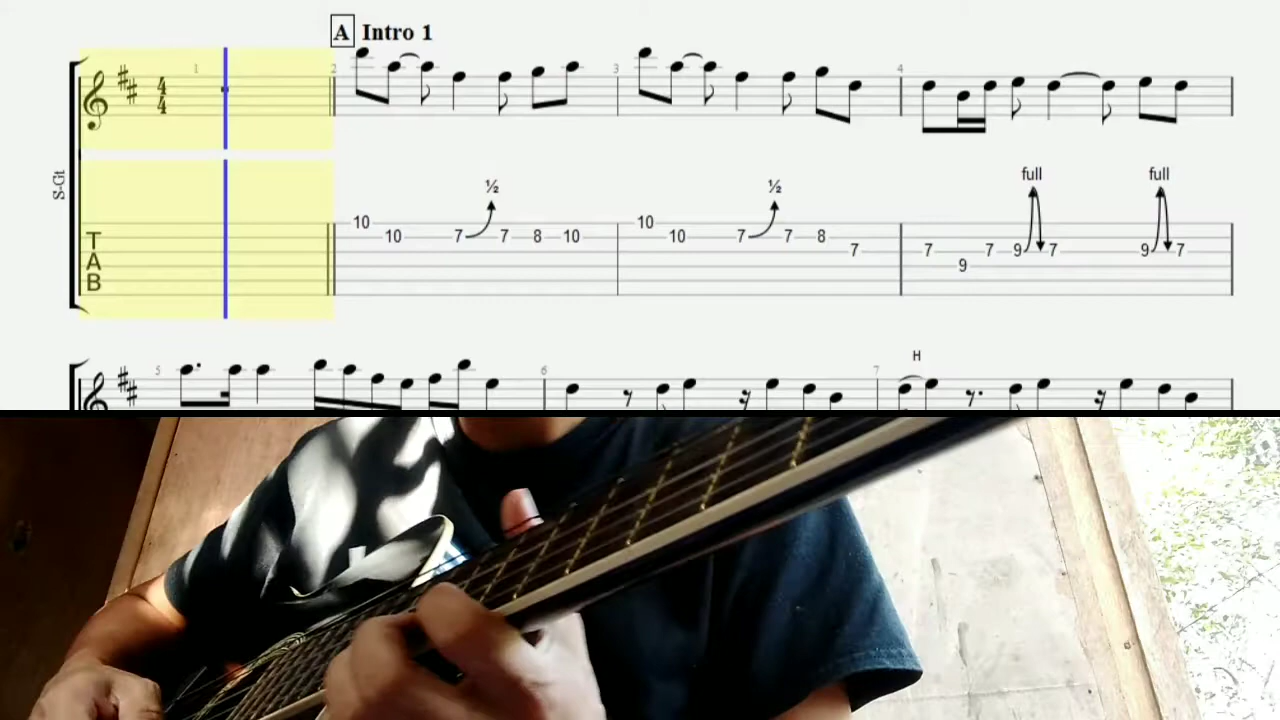 A Intro 1
1 2 3 4
4
4
S-Gt
½ ½ full full
T
A
B
10 10 7 7 8 10 10 10 7 7 8 7 7 9 7 9 7 9 7
5 6 7 H